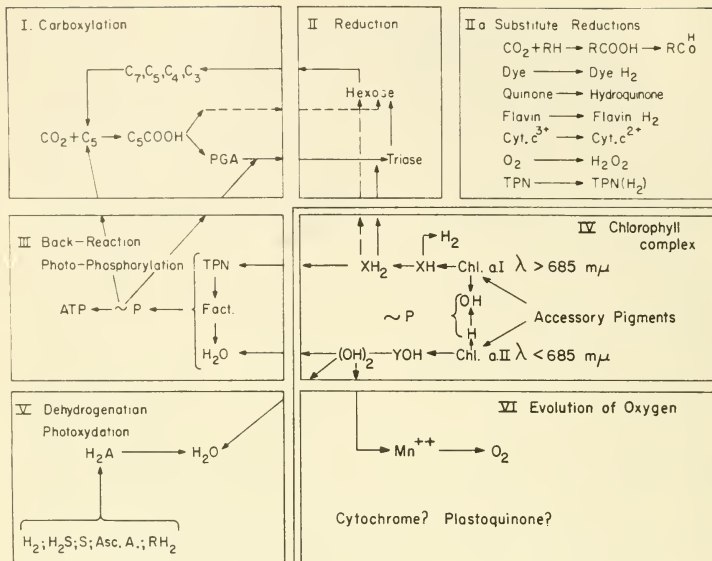 I. Carboxylation
C7,C5,C4,C3
CO2 + C5 → C5COOH
PGA
II Reduction
Hexose
Triase
IIa Substitute Reductions
CO2 + RH → RCOOH → RCO
H
Dye → Dye H2
Quinone → Hydroquinone
Flavin → Flavin H2
Cyt.c3+ → Cyt.c2+
O2 → H2O2
TPN → TPN(H2)
III Back-Reaction
Photo-Phosphorylation
TPN
ATP ← ~ P ← Fact.
H2O
IV Chlorophyll
complex
H2
XH2 ← XH ← Chl. a.I λ > 685 mµ
OH
~ P
H
Accessory Pigments
(OH)2 — YOH ← Chl. a.II λ < 685 mµ
V Dehydrogenation
Photoxydation
H2A → H2O
H2;H2S;S;Asc. A.;RH2
VI Evolution of Oxygen
Mn++ → O2
Cytochrome? Plastoquinone?